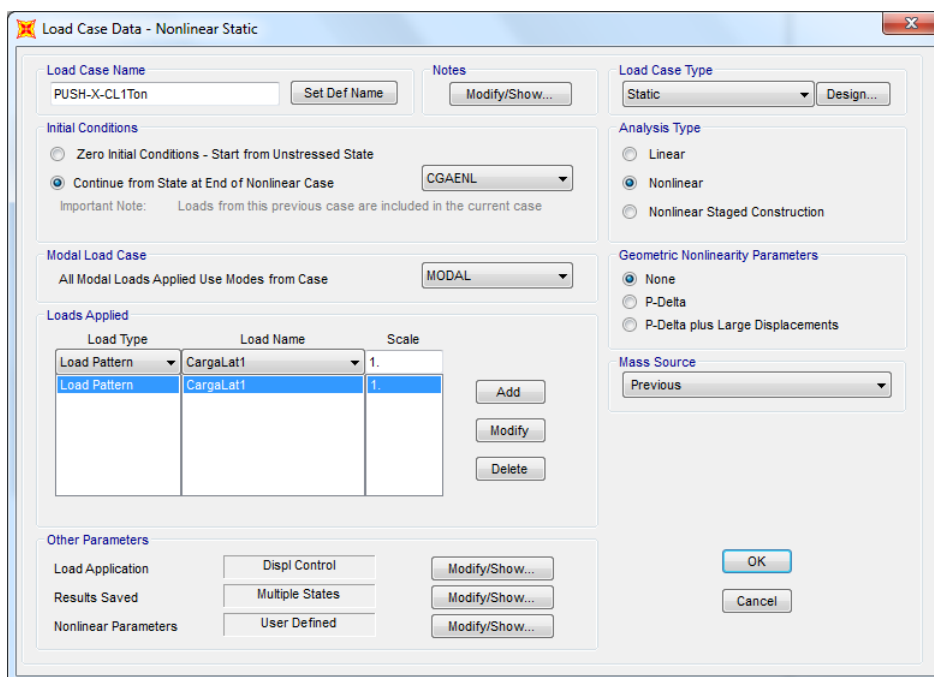 Load Case Data - Nonlinear Static
Load Case Name
PUSH-X-CL1Ton
Set Def Name
Notes
Modify/Show...
Load Case Type
Static
Design...
Initial Conditions
Zero Initial Conditions - Start from Unstressed State
Continue from State at End of Nonlinear Case
CGAENL
Important Note: Loads from this previous case are included in the current case
Analysis Type
Linear
Nonlinear
Nonlinear Staged Construction
Modal Load Case
All Modal Loads Applied Use Modes from Case
MODAL
Geometric Nonlinearity Parameters
None
P-Delta
P-Delta plus Large Displacements
Loads Applied
Load Type Load Name Scale
Load Pattern CargaLat1 1.
Load Pattern CargaLat1 1.
Add
Modify
Delete
Mass Source
Previous
Other Parameters
Load Application Displ Control Modify/Show...
Results Saved Multiple States Modify/Show...
Nonlinear Parameters User Defined Modify/Show...
OK
Cancel